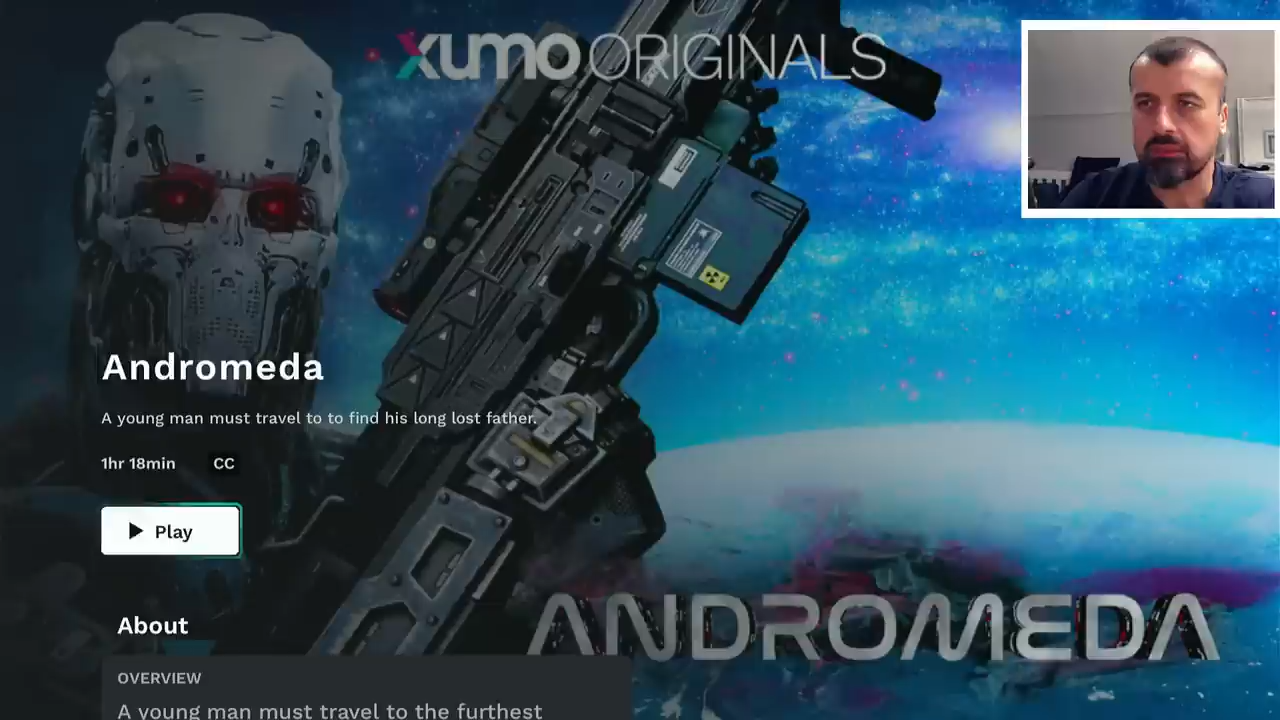 xumo ORIGINALS
Andromeda
A young man must travel to to find his long lost father.
1hr 18min CC
Play
ANDROMEDA
About
OVERVIEW
A young man must travel to the furthest